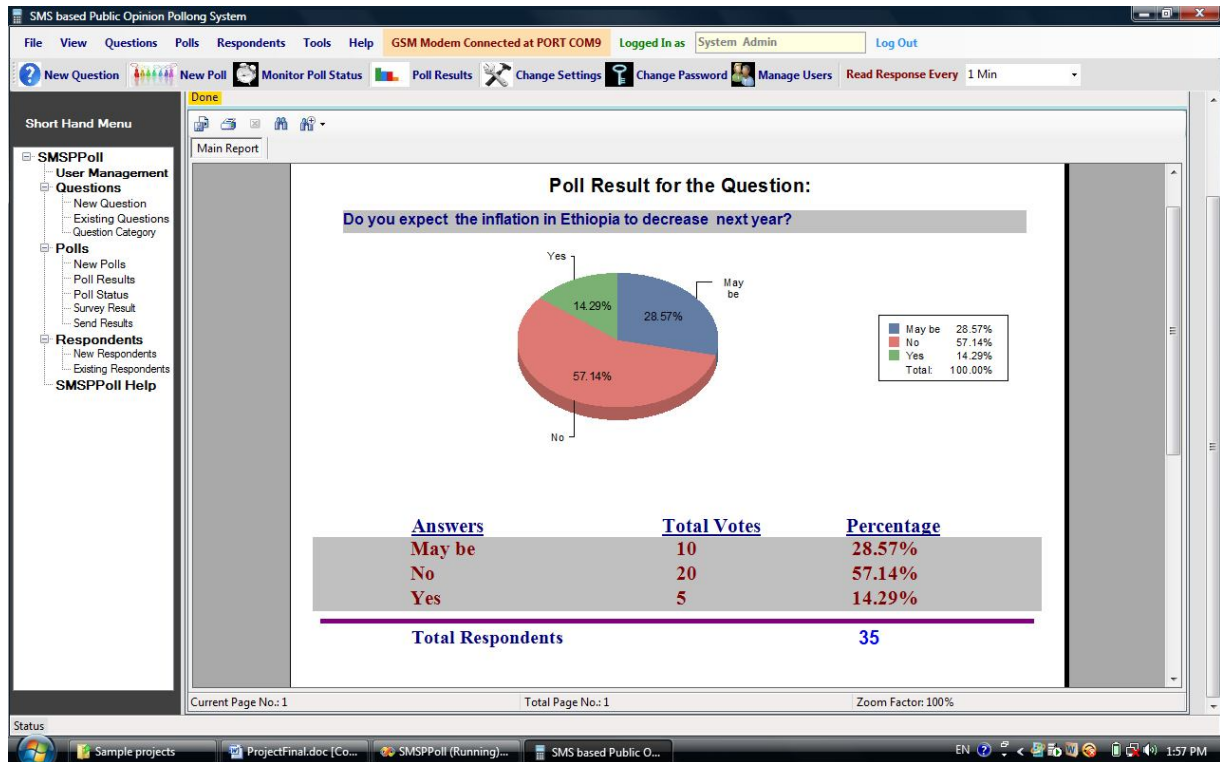 SMS based Public Opinion Pollong System
File View Questions Polls Respondents Tools Help GSM Modem Connected at PORT COM9 Logged In as System Admin Log Out
New Question New Poll Monitor Poll Status Poll Results Change Settings Change Password Manage Users Read Response Every 1 Min
Done
Short Hand Menu
Main Report
SMSPPoll
User Management
Questions
New Question
Existing Questions
Question Category
Polls
New Polls
Poll Results
Poll Status
Survey Result
Send Results
Respondents
New Respondents
Existing Respondents
SMSPPoll Help
Poll Result for the Question:
Do you expect the inflation in Ethiopia to decrease next year?
Yes
May
be
14.29%
28.57%
57.14%
No
May be 28.57%
No 57.14%
Yes 14.29%
Total: 100.00%
Answers Total Votes Percentage
May be 10 28.57%
No 20 57.14%
Yes 5 14.29%
Total Respondents 35
Current Page No.: 1 Total Page No.: 1 Zoom Factor: 100%
Status
Sample projects ProjectFinal.doc [Co... SMSPPoll (Running)... SMS based Public O... EN 1:57 PM